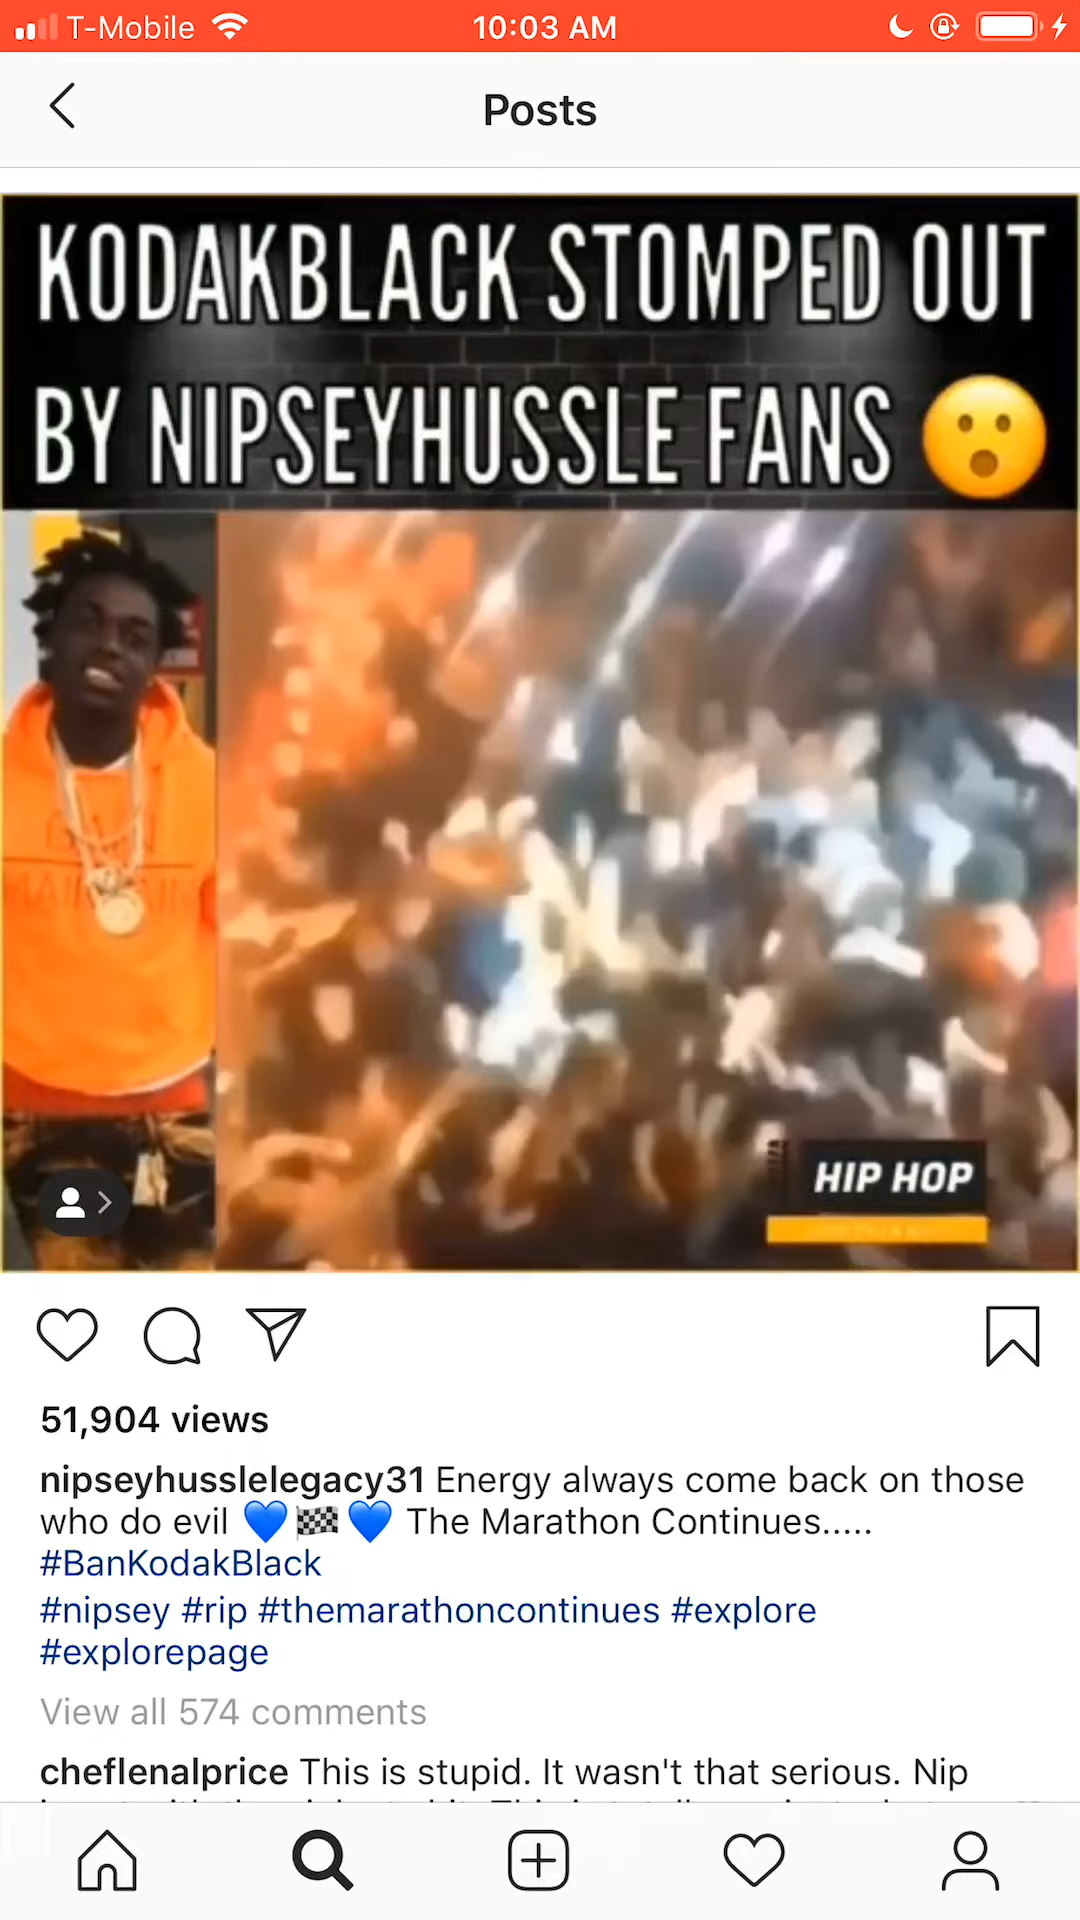 T-Mobile 10:03 AM
Posts
KODAKBLACK STOMPED OUT
BY NIPSEYHUSSLE FANS 😮
HIP HOP
51,904 views
nipseyhusslelegacy31 Energy always come back on those
who do evil 💙🏁💙 The Marathon Continues.....
#BanKodakBlack
#nipsey #rip #themarathoncontinues #explore
#explorepage
View all 574 comments
cheflenalprice This is stupid. It wasn't that serious. Nip